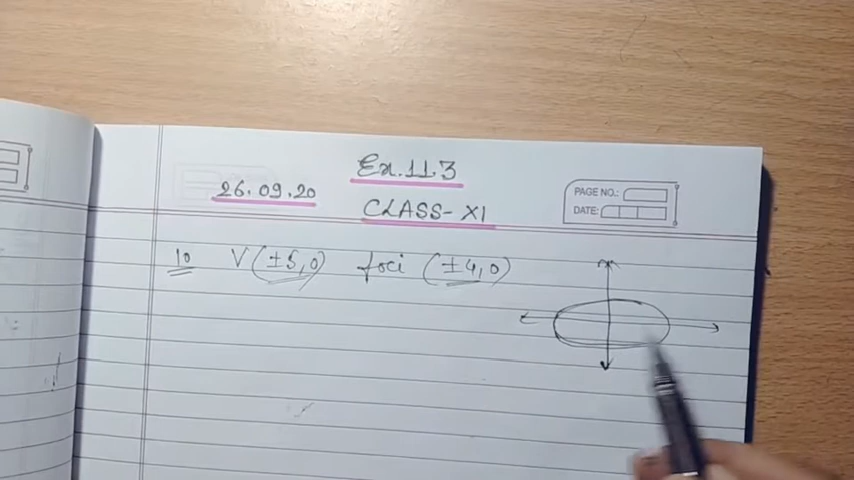 Ex.11.3
26.09.20
CLASS-XI
PAGE NO.:
DATE:
10 V(±5,0) foci (±4,0)